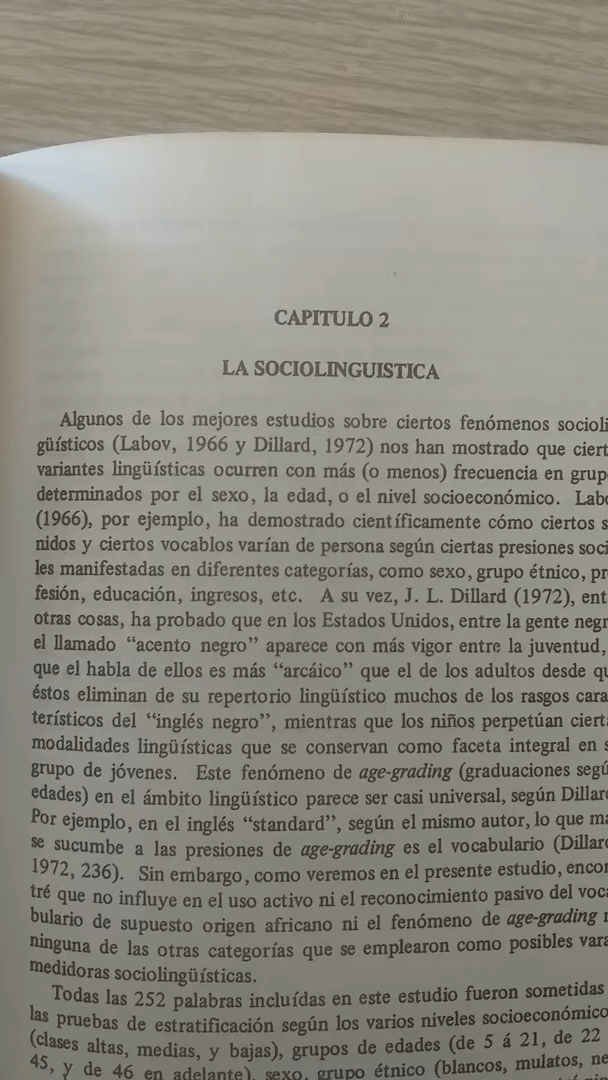 CAPITULO 2
LA SOCIOLINGUISTICA
Algunos de los mejores estudios sobre ciertos fenómenos socioli
güísticos (Labov, 1966 y Dillard, 1972) nos han mostrado que ciert
variantes lingüísticas ocurren con más (o menos) frecuencia en grup
determinados por el sexo, la edad, o el nivel socioeconómico. Labo
(1966), por ejemplo, ha demostrado científicamente cómo ciertos s
nidos y ciertos vocablos varían de persona según ciertas presiones soci
les manifestadas en diferentes categorías, como sexo, grupo étnico, pr
fesión, educación, ingresos, etc. A su vez, J. L. Dillard (1972), ent
otras cosas, ha probado que en los Estados Unidos, entre la gente negr
el llamado “acento negro” aparece con más vigor entre la juventud,
que el habla de ellos es más “arcáico” que el de los adultos desde qu
éstos eliminan de su repertorio lingüístico muchos de los rasgos cara
terísticos del “inglés negro”, mientras que los niños perpetúan cierta
modalidades lingüísticas que se conservan como faceta integral en s
grupo de jóvenes. Este fenómeno de age-grading (graduaciones segú
edades) en el ámbito lingüístico parece ser casi universal, según Dillard
Por ejemplo, en el inglés “standard”, según el mismo autor, lo que má
se sucumbe a las presiones de age-grading es el vocabulario (Dillard
1972, 236). Sin embargo, como veremos en el presente estudio, encon
tré que no influye en el uso activo ni el reconocimiento pasivo del voca
bulario de supuesto origen africano ni el fenómeno de age-grading n
ninguna de las otras categorías que se emplearon como posibles vara
medidoras sociolingüísticas.
Todas las 252 palabras incluídas en este estudio fueron sometidas
las pruebas de estratificación según los varios niveles socioeconómico
(clases altas, medias, y bajas), grupos de edades (de 5 á 21, de 22
45, y de 46 en adelante), sexo, grupo étnico (blancos, mulatos, ne